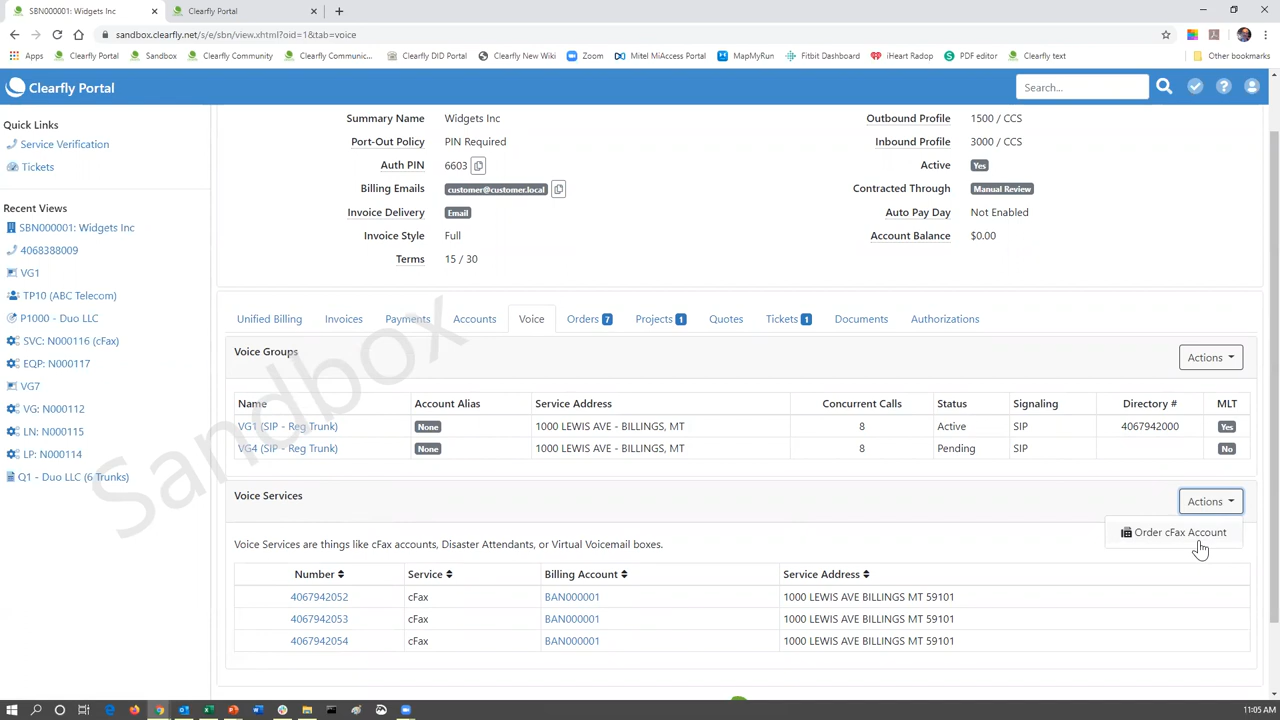 SBN000001: Widgets Inc
Clearfly Portal
sandbox.clearfly.net/s/e/sbn/view.xhtml?oid=1&tab=voice
Apps
Clearfly Portal
Sandbox
Clearfly Community
Clearfly Communic...
Clearfly DID Portal
Clearfly New Wiki
Zoom
Mitel MiAccess Portal
MapMyRun
Fitbit Dashboard
iHeart Radop
PDF editor
Clearfly text
Other bookmarks
Clearfly Portal
Search...
Quick Links
Service Verification
Tickets
Recent Views
SBN000001: Widgets Inc
4068388009
VG1
TP10 (ABC Telecom)
P1000 - Duo LLC
SVC: N000116 (cFax)
EQP: N000117
VG7
VG: N000112
LN: N000115
LP: N000114
Q1 - Duo LLC (6 Trunks)
Summary Name Widgets Inc
Port-Out Policy PIN Required
Auth PIN 6603
Billing Emails customer@customer.local
Invoice Delivery Email
Invoice Style Full
Terms 15 / 30
Outbound Profile 1500 / CCS
Inbound Profile 3000 / CCS
Active Yes
Contracted Through Manual Review
Auto Pay Day Not Enabled
Account Balance $0.00
Unified Billing Invoices Payments Accounts Voice Orders 7 Projects 1 Quotes Tickets 1 Documents Authorizations
Voice Groups
Actions
Name Account Alias Service Address Concurrent Calls Status Signaling Directory # MLT
VG1 (SIP - Reg Trunk) None 1000 LEWIS AVE - BILLINGS, MT 8 Active SIP 4067942000 Yes
VG4 (SIP - Reg Trunk) None 1000 LEWIS AVE - BILLINGS, MT 8 Pending SIP No
Voice Services
Actions
Order cFax Account
Voice Services are things like cFax accounts, Disaster Attendants, or Virtual Voicemail boxes.
Number Service Billing Account Service Address
4067942052 cFax BAN000001 1000 LEWIS AVE BILLINGS MT 59101
4067942053 cFax BAN000001 1000 LEWIS AVE BILLINGS MT 59101
4067942054 cFax BAN000001 1000 LEWIS AVE BILLINGS MT 59101
Sandbox
11:05 AM